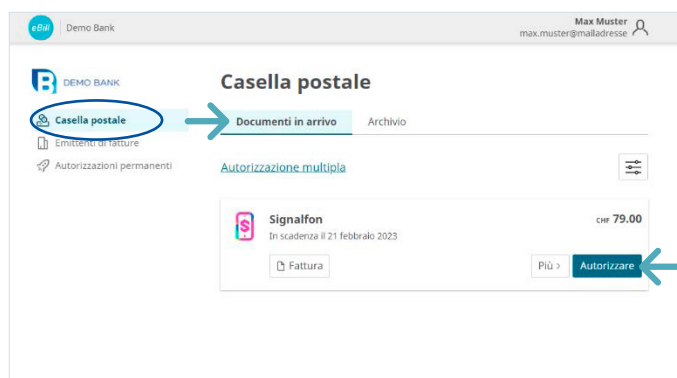 eBill Demo Bank
Max Muster
max.muster@mailadresse
DEMO BANK
Casella postale
Emittenti di fatture
Autorizzazioni permanenti
Casella postale
Documenti in arrivo Archivio
Autorizzazione multipla
Signalfon CHF 79.00
In scadenza il 21 febbraio 2023
Fattura Più > Autorizzare